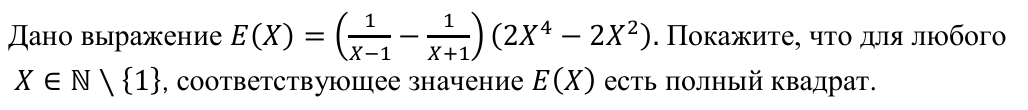 Дано выражение E(X) = (1/(X−1) − 1/(X+1)) (2X⁴ − 2X²). Покажите, что для любого
X ∈ ℕ \ {1}, соответствующее значение E(X) есть полный квадрат.